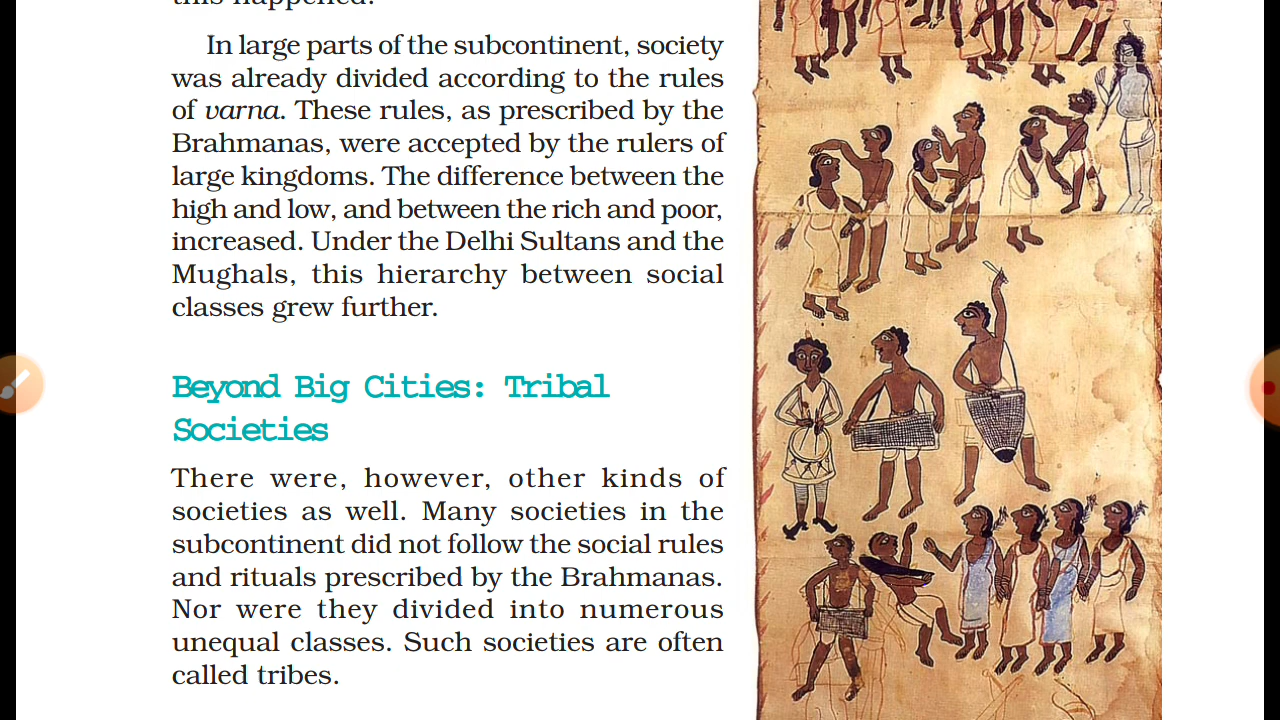 this happened.
In large parts of the subcontinent, society
was already divided according to the rules
of varna. These rules, as prescribed by the
Brahmanas, were accepted by the rulers of
large kingdoms. The difference between the
high and low, and between the rich and poor,
increased. Under the Delhi Sultans and the
Mughals, this hierarchy between social
classes grew further.
Beyond Big Cities: Tribal
Societies
There were, however, other kinds of
societies as well. Many societies in the
subcontinent did not follow the social rules
and rituals prescribed by the Brahmanas.
Nor were they divided into numerous
unequal classes. Such societies are often
called tribes.